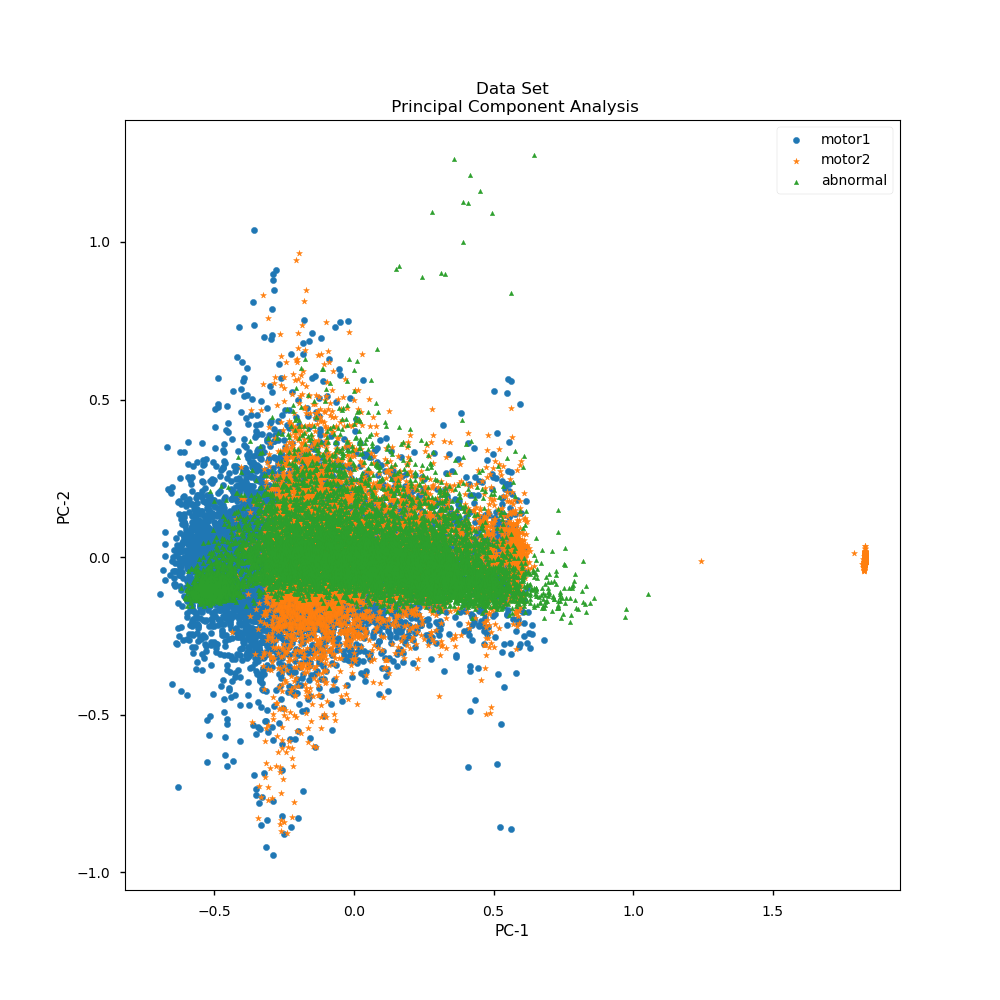 Data Set
Principal Component Analysis
motor1
motor2
abnormal
1.0
0.5
0.0
−0.5
−1.0
PC-2
−0.5
0.0
0.5
1.0
1.5
PC-1